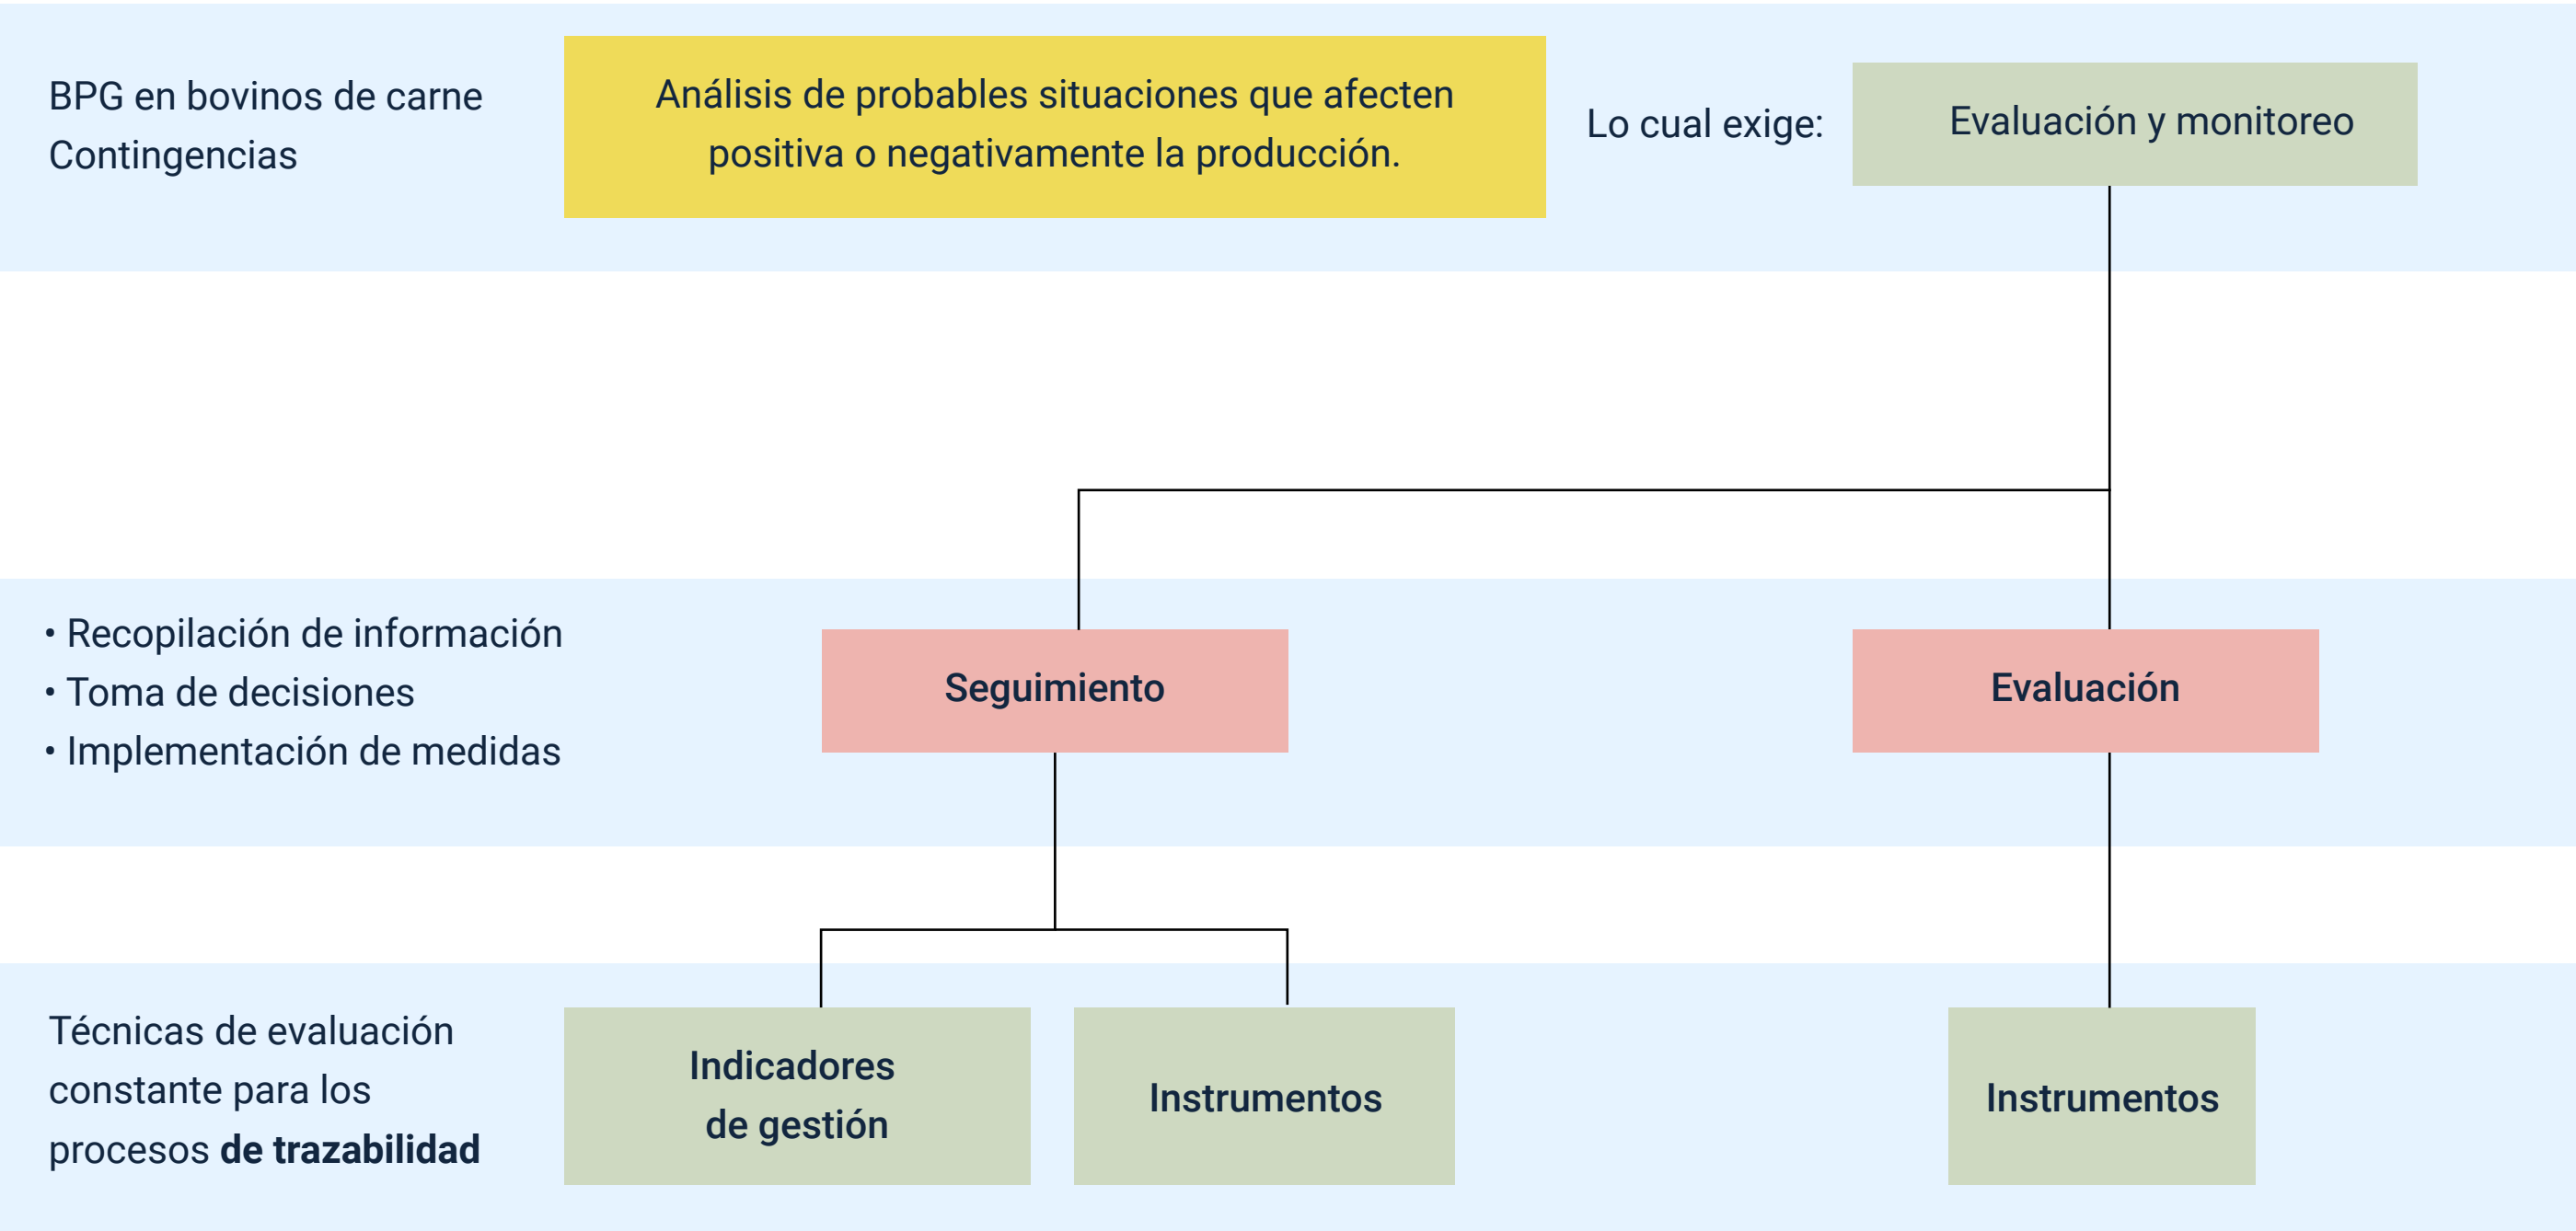 BPG en bovinos de carne
Contingencias
Análisis de probables situaciones que afecten
positiva o negativamente la producción.
Lo cual exige:
Evaluación y monitoreo
• Recopilación de información
• Toma de decisiones
• Implementación de medidas
Seguimiento
Evaluación
Técnicas de evaluación
constante para los
procesos de trazabilidad
Indicadores
de gestión
Instrumentos
Instrumentos